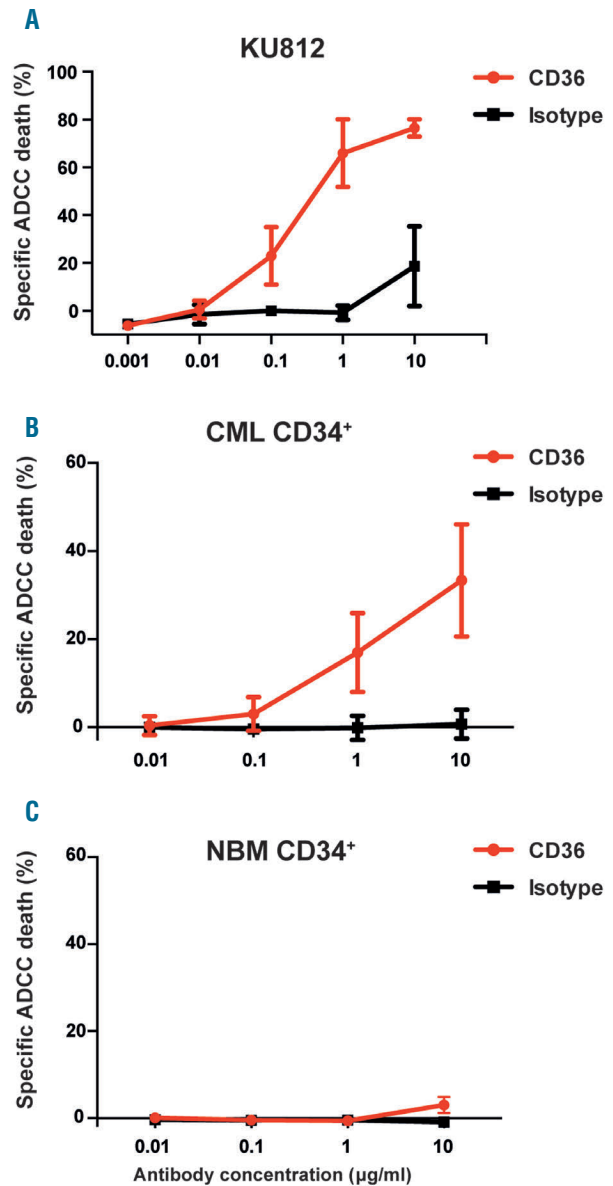 A
KU812
Specific ADCC death (%)
100
80
60
40
20
0
0.001 0.01 0.1 1 10
CD36
Isotype
B
CML CD34⁺
Specific ADCC death (%)
60
40
20
0
0.01 0.1 1 10
CD36
Isotype
C
NBM CD34⁺
Specific ADCC death (%)
60
40
20
0
0.01 0.1 1 10
Antibody concentration (µg/ml)
CD36
Isotype